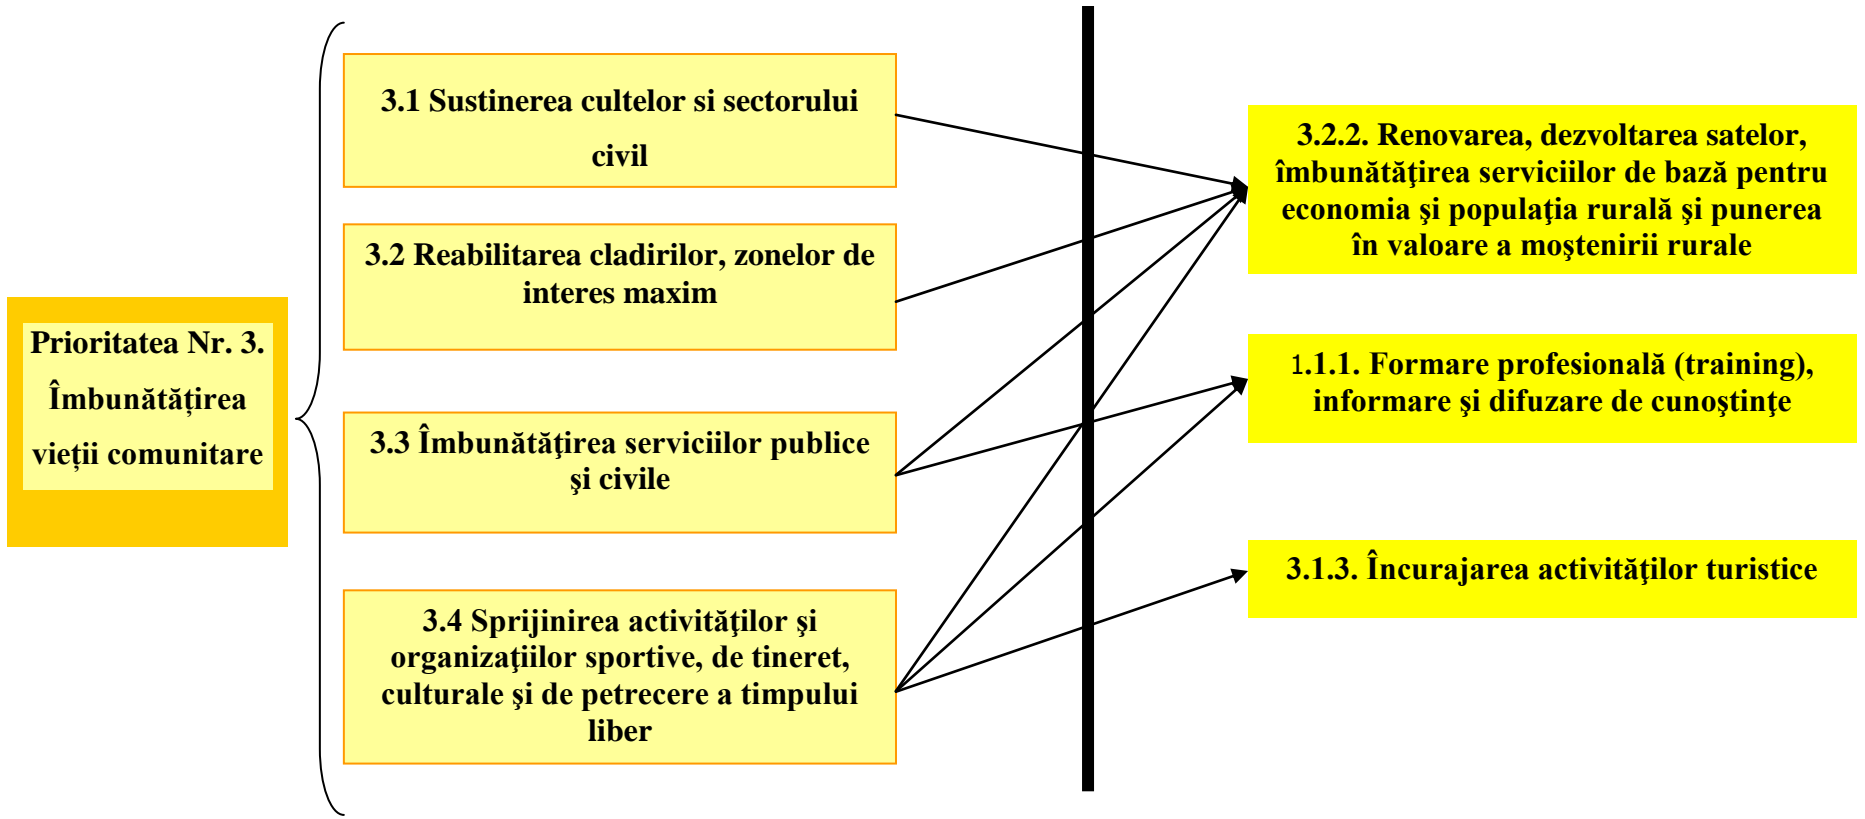 Prioritatea Nr. 3.
Îmbunătățirea
vieții comunitare
3.1 Sustinerea cultelor si sectorului
civil
3.2 Reabilitarea cladirilor, zonelor de
interes maxim
3.3 Îmbunătăţirea serviciilor publice
şi civile
3.4 Sprijinirea activităţilor şi
organizaţiilor sportive, de tineret,
culturale şi de petrecere a timpului
liber
3.2.2. Renovarea, dezvoltarea satelor,
îmbunătăţirea serviciilor de bază pentru
economia şi populaţia rurală şi punerea
în valoare a moştenirii rurale
1.1.1. Formare profesională (training),
informare şi difuzare de cunoştinţe
3.1.3. Încurajarea activităţilor turistice